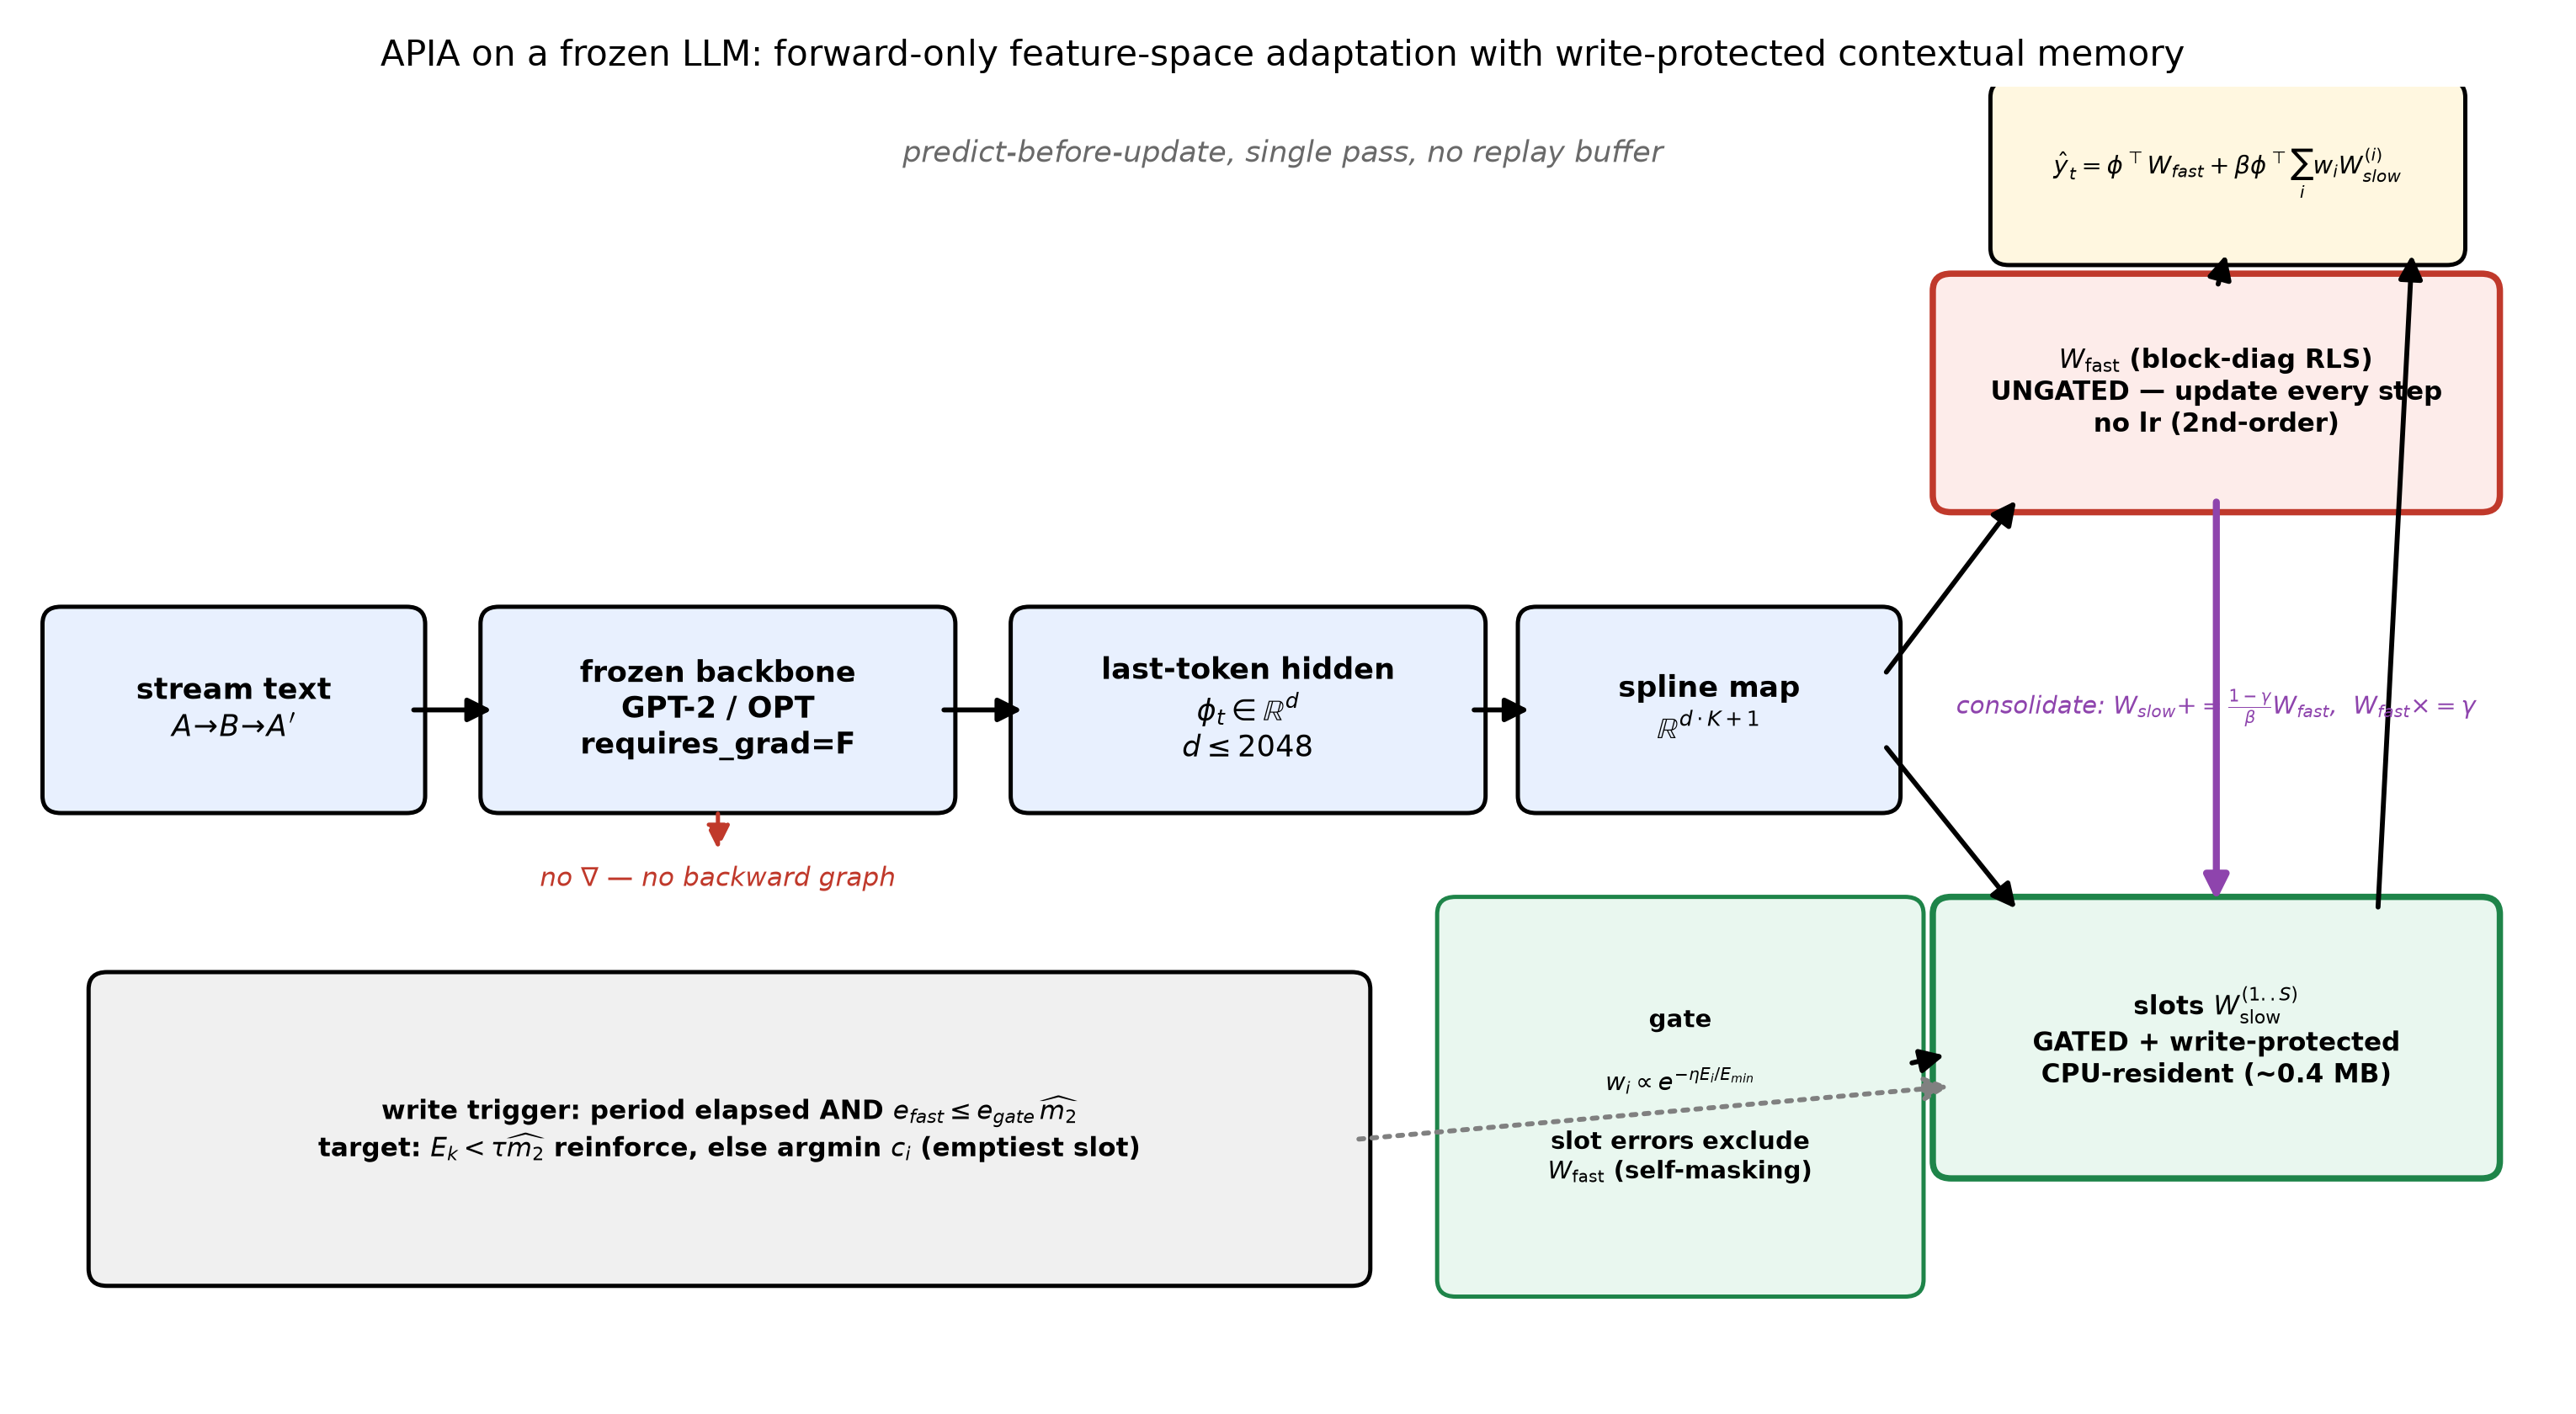 APIA on a frozen LLM: forward-only feature-space adaptation with write-protected contextual memory
predict-before-update, single pass, no replay buffer
ŷ_t = ϕ^⊤ W_fast + βϕ^⊤ ∑_i w_i W_slow^(i)
W_fast (block-diag RLS)
UNGATED — update every step
no lr (2nd-order)
stream text
A→B→A′
frozen backbone
GPT-2 / OPT
requires_grad=F
last-token hidden
ϕ_t ∈ ℝ^d
d ≤ 2048
spline map
ℝ^{d·K+1}
consolidate: W_slow += (1−γ)/β W_fast, W_fast ×= γ
no ∇ — no backward graph
write trigger: period elapsed AND e_fast ≤ e_gate m̂_2
target: E_k < τm̂_2 reinforce, else argmin c_i (emptiest slot)
gate
w_i ∝ e^{−ηE_i/E_min}
slot errors exclude
W_fast (self-masking)
slots W_slow^(1..S)
GATED + write-protected
CPU-resident (~0.4 MB)